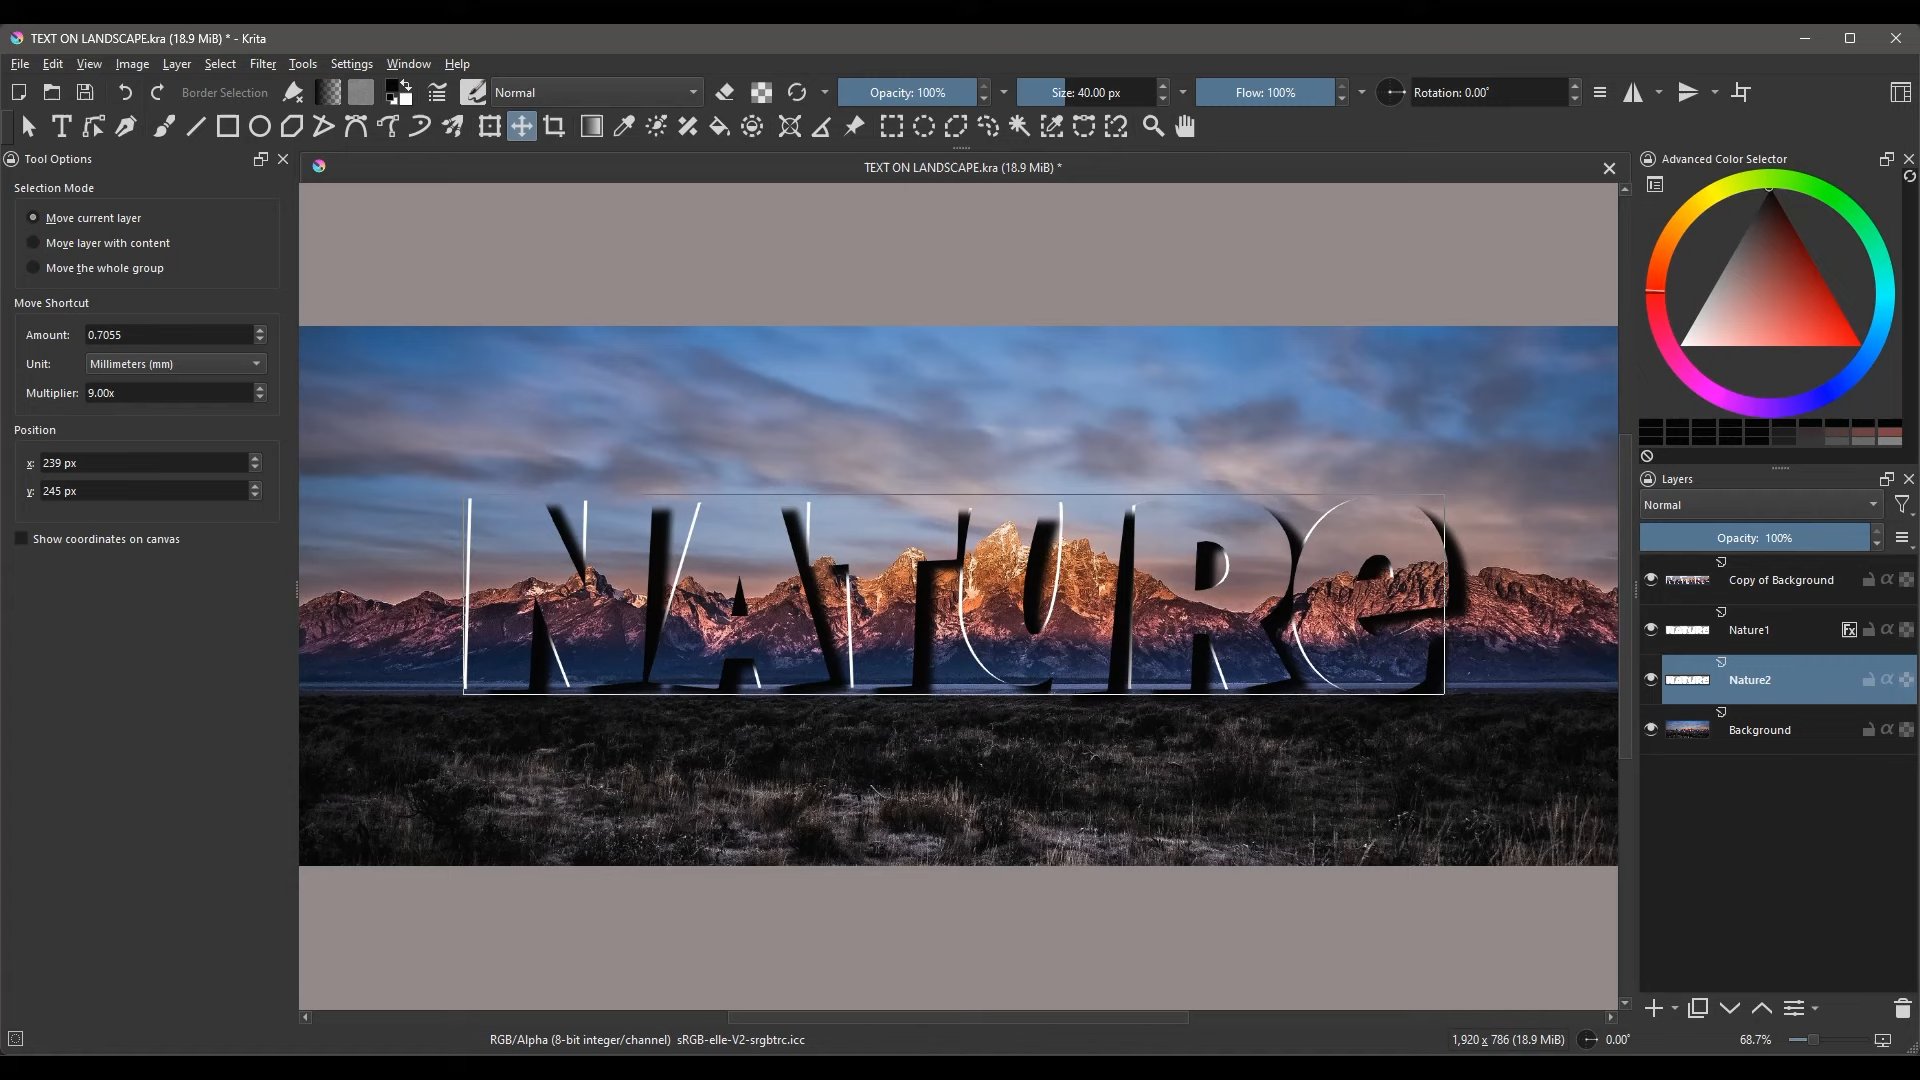 TEXT ON LANDSCAPE.kra (18.9 MiB) * - Krita
File Edit View Image Layer Select Filter Tools Settings Window Help
Border Selection Normal Opacity: 100% Size: 40.00 px Flow: 100% Rotation: 0.00°
Tool Options
TEXT ON LANDSCAPE.kra (18.9 MiB) *
Selection Mode
Move current layer
Move layer with content
Move the whole group
Move Shortcut
Amount: 0.7055
Unit: Millimeters (mm)
Multiplier: 9.00x
Position
x: 239 px
y: 245 px
Show coordinates on canvas
NATURe
Advanced Color Selector
Layers
Normal
Opacity: 100%
NATURE Copy of Background
NATURE Nature1 Fx α
NATURE Nature2
Background
RGB/Alpha (8-bit integer/channel) sRGB-elle-V2-srgbtrc.icc
1,920 x 786 (18.9 MiB) 0.00°
68.7%